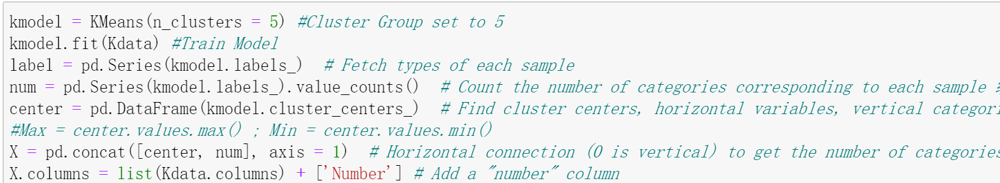 kmodel = KMeans(n_clusters = 5) #Cluster Group set to 5
kmodel.fit(Kdata) #Train Model
label = pd.Series(kmodel.labels_)  # Fetch types of each sample
num = pd.Series(kmodel.labels_).value_counts()  # Count the number of categories corresponding to each sample
center = pd.DataFrame(kmodel.cluster_centers_)  # Find cluster centers, horizontal variables, vertical categori
#Max = center.values.max() ; Min = center.values.min()
X = pd.concat([center, num], axis = 1)  # Horizontal connection (0 is vertical) to get the number of categories
X.columns = list(Kdata.columns) + ['Number'] # Add a "number" column